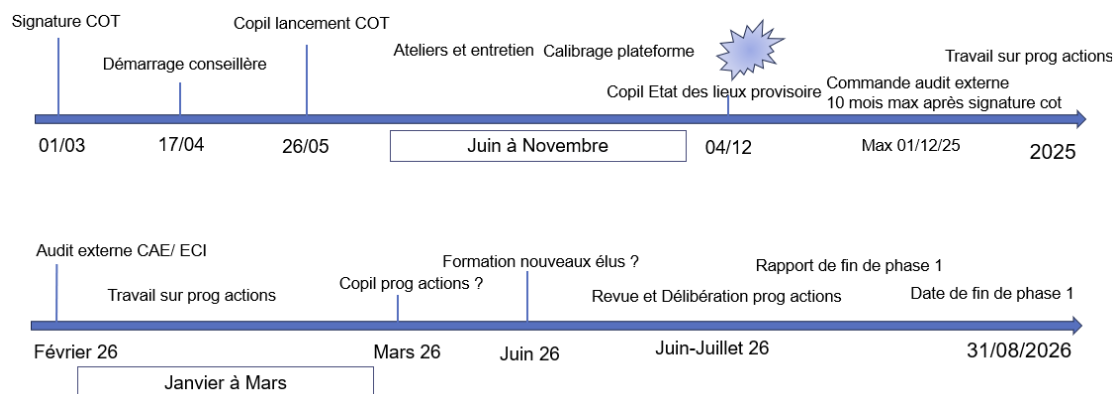 Signature COT
Copil lancement COT
Démarrage conseillère
Ateliers et entretien
Calibrage plateforme
Copil Etat des lieux provisoire
Commande audit externe
10 mois max après signature cot
Travail sur prog actions
01/03
17/04
26/05
Juin à Novembre
04/12
Max 01/12/25
2025
Audit externe CAE/ ECI
Travail sur prog actions
Copil prog actions ?
Formation nouveaux élus ?
Revue et Délibération prog actions
Rapport de fin de phase 1
Date de fin de phase 1
Février 26
Janvier à Mars
Mars 26
Juin 26
Juin-Juillet 26
31/08/2026